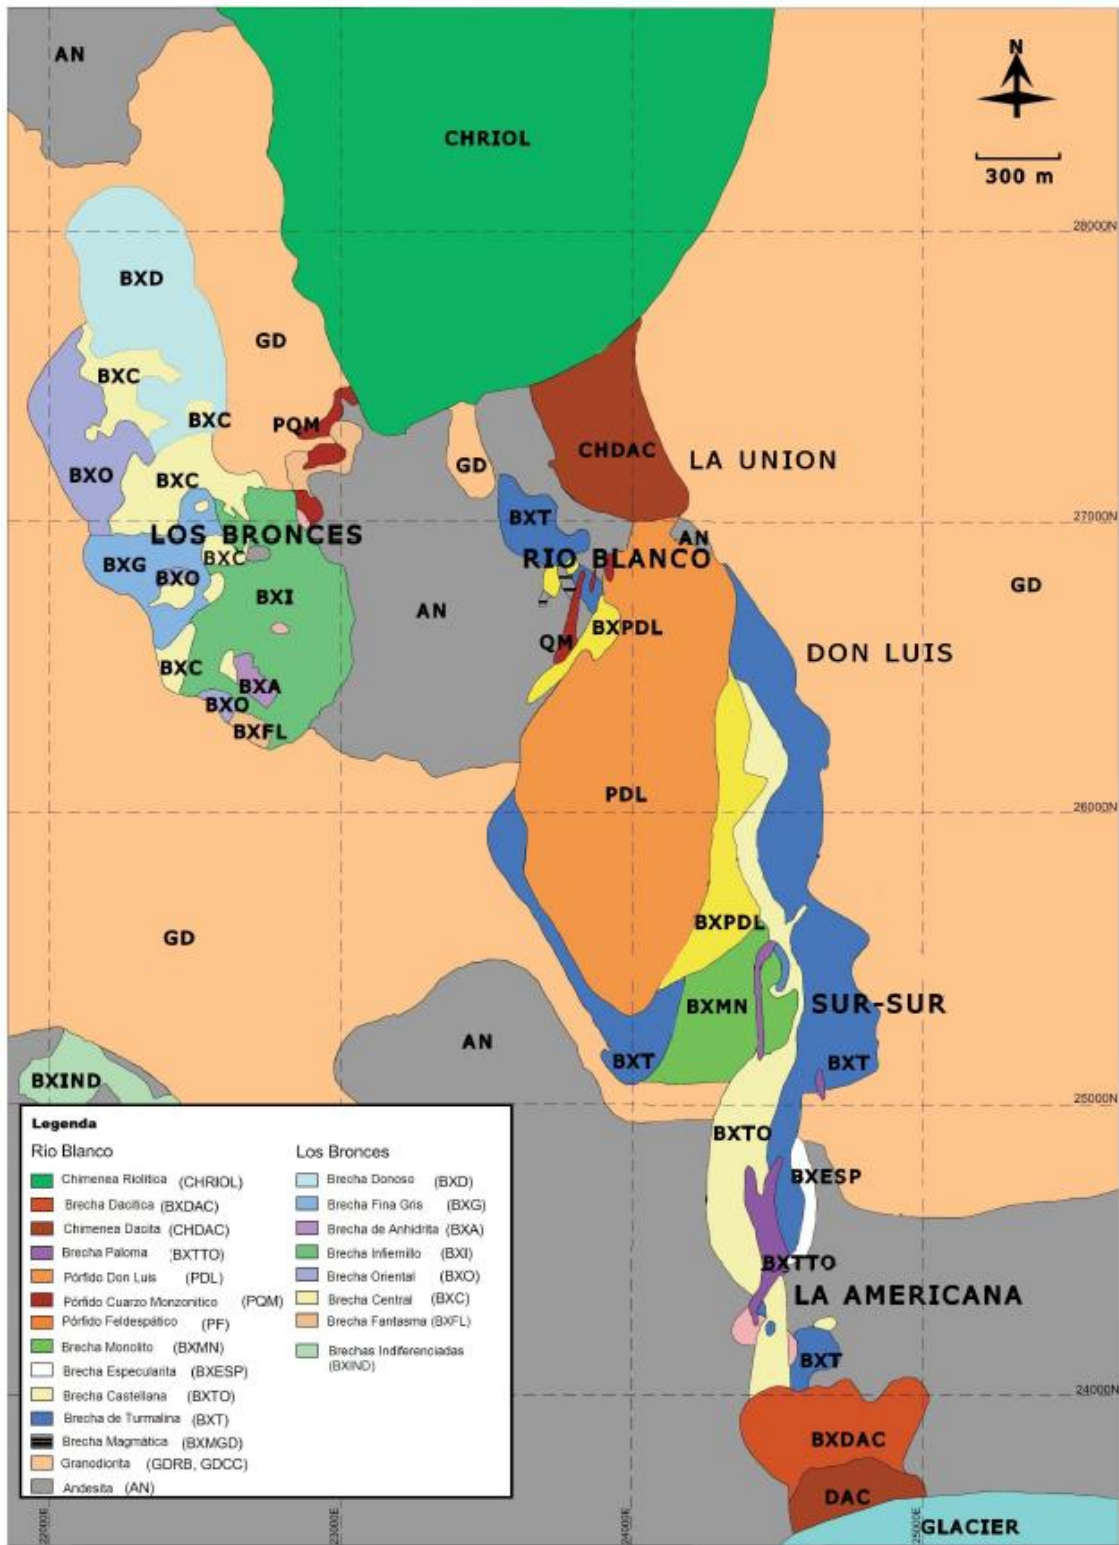 AN
N
CHRIOL
300 m
28000N
BXD
GD
BXC
BXC
PQM
CHDAC
LA UNION
GD
BXO
BXC
27000N
BXT
LOS BRONCES
AN
RIO BLANCO
BXC
BXG
BXO
GD
BXI
AN
BXPDL
QM
DON LUIS
BXC
BXA
BXO
BXFL
PDL
26000N
BXPDL
GD
BXMN
SUR-SUR
AN
BXT
BXT
BXIND
25000N
BXTO
BXESP
BXTTO
LA AMERICANA
BXT
24000N
BXDAC
DAC
GLACIER
22000E
23000E
24000E
25000E
Legenda
Rio Blanco
Chimenea Riolitica (CHRIOL)
Brecha Dacitica (BXDAC)
Chimenea Dacita (CHDAC)
Brecha Paloma (BXTTO)
Pórfido Don Luis (PDL)
Pórfido Cuarzo Monzonitico (PQM)
Pórfido Feldespático (PF)
Brecha Monolito (BXMN)
Brecha Especularita (BXESP)
Brecha Castellana (BXTO)
Brecha de Turmalina (BXT)
Brecha Magmática (BXMGD)
Granodiorita (GDRB, GDCC)
Andesita (AN)
Los Bronces
Brecha Donoso (BXD)
Brecha Fina Gris (BXG)
Brecha de Anhidrita (BXA)
Brecha Infiernillo (BXI)
Brecha Oriental (BXO)
Brecha Central (BXC)
Brecha Fantasma (BXFL)
Brechas Indiferenciadas
(BXIND)